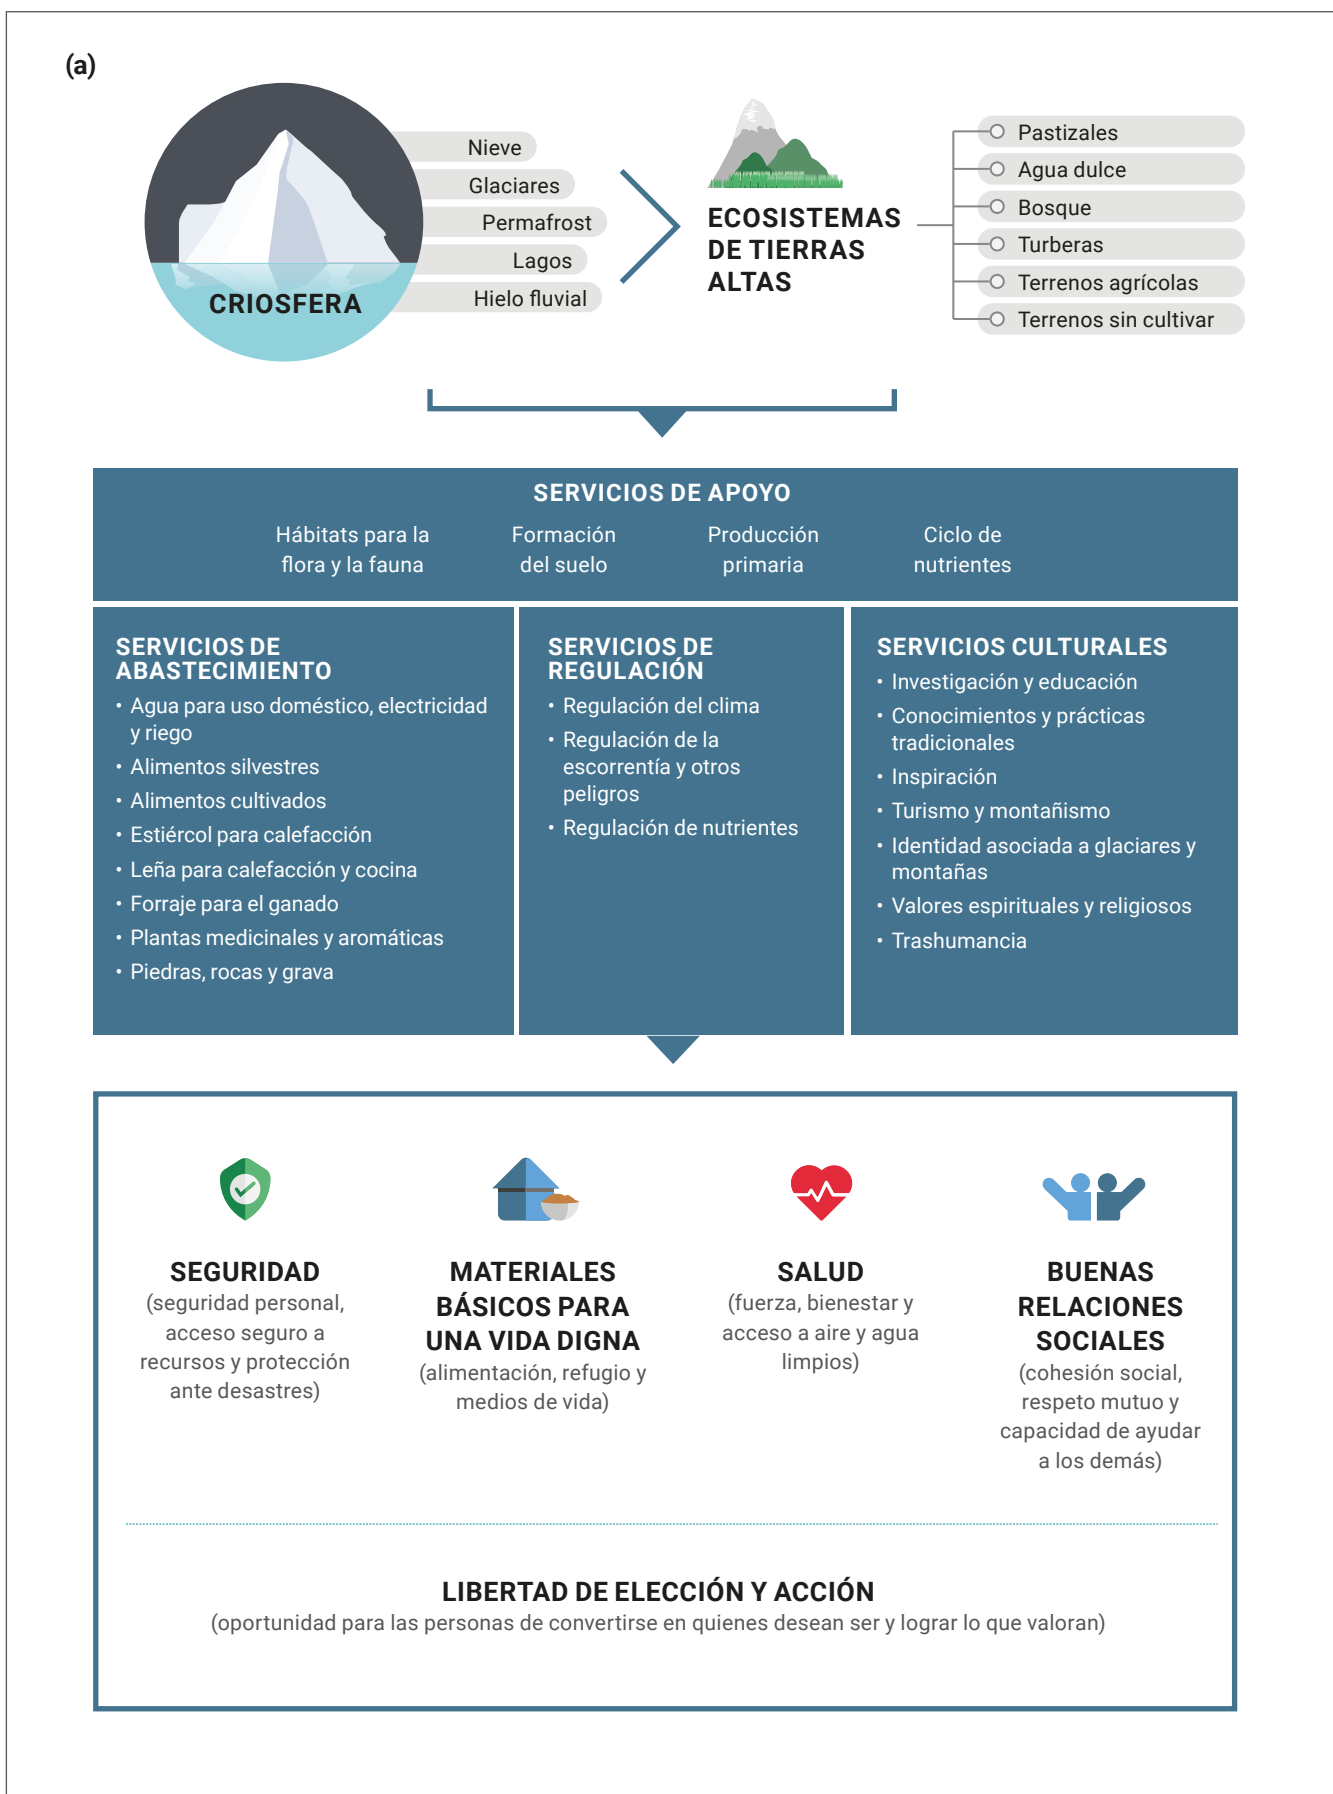 (a)
Nieve
Glaciares
Permafrost
Lagos
Hielo fluvial
CRIOSFERA
ECOSISTEMAS
DE TIERRAS
ALTAS
Pastizales
Agua dulce
Bosque
Turberas
Terrenos agrícolas
Terrenos sin cultivar
SERVICIOS DE APOYO
Hábitats para la
flora y la fauna
Formación
del suelo
Producción
primaria
Ciclo de
nutrientes
SERVICIOS DE
ABASTECIMIENTO
• Agua para uso doméstico, electricidad
y riego
• Alimentos silvestres
• Alimentos cultivados
• Estiércol para calefacción
• Leña para calefacción y cocina
• Forraje para el ganado
• Plantas medicinales y aromáticas
• Piedras, rocas y grava
SERVICIOS DE
REGULACIÓN
• Regulación del clima
• Regulación de la
escorrentía y otros
peligros
• Regulación de nutrientes
SERVICIOS CULTURALES
• Investigación y educación
• Conocimientos y prácticas
tradicionales
• Inspiración
• Turismo y montañismo
• Identidad asociada a glaciares y
montañas
• Valores espirituales y religiosos
• Trashumancia
SEGURIDAD
(seguridad personal,
acceso seguro a
recursos y protección
ante desastres)
MATERIALES
BÁSICOS PARA
UNA VIDA DIGNA
(alimentación, refugio y
medios de vida)
SALUD
(fuerza, bienestar y
acceso a aire y agua
limpios)
BUENAS
RELACIONES
SOCIALES
(cohesión social,
respeto mutuo y
capacidad de ayudar
a los demás)
LIBERTAD DE ELECCIÓN Y ACCIÓN
(oportunidad para las personas de convertirse en quienes desean ser y lograr lo que valoran)